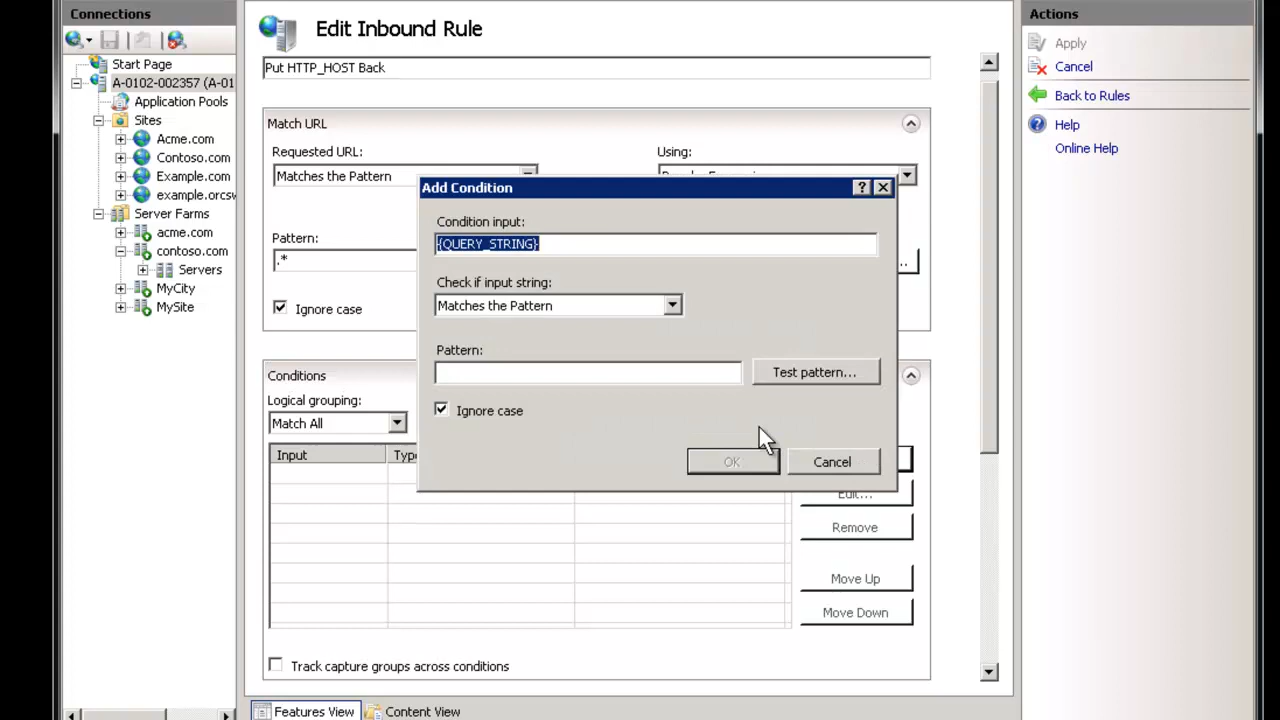 Connections
Start Page
A-0102-002357 (A-01
Application Pools
Sites
Acme.com
Contoso.com
Example.com
example.orcsw
Server Farms
acme.com
contoso.com
Servers
MyCity
MySite
Edit Inbound Rule
Put HTTP_HOST Back
Match URL
Requested URL:
Using:
Matches the Pattern
Pattern:
.*
Ignore case
Conditions
Logical grouping:
Match All
Input
Type
Edit...
Remove
Move Up
Move Down
Track capture groups across conditions
Features View
Content View
Add Condition
Condition input:
{QUERY_STRING}
Check if input string:
Matches the Pattern
Pattern:
Test pattern...
Ignore case
OK
Cancel
Actions
Apply
Cancel
Back to Rules
Help
Online Help